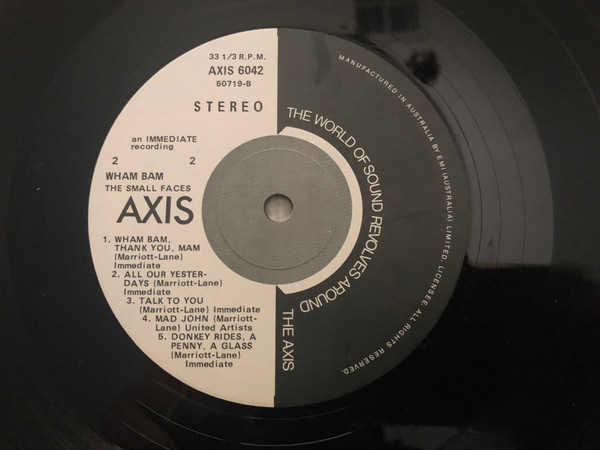 33 1/3 R.P.M.
AXIS 6042
50719-B
STEREO
an IMMEDIATE
recording
2 2
WHAM BAM
THE SMALL FACES
AXIS
1. WHAM BAM,
THANK YOU, MAM
(Marriott-Lane)
Immediate
2. ALL OUR YESTER-
DAYS (Marriott-Lane)
Immediate
3. TALK TO YOU
(Marriott-Lane) Immediate
4. MAD JOHN (Marriott-
Lane) United Artists
5. DONKEY RIDES, A
PENNY, A GLASS
(Marriott-Lane)
Immediate
THE WORLD OF SOUND REVOLVES AROUND
THE AXIS
MANUFACTURED IN AUSTRALIA BY EMI (AUSTRALIA) LIMITED. LICENSEE. ALL RIGHTS RESERVED.